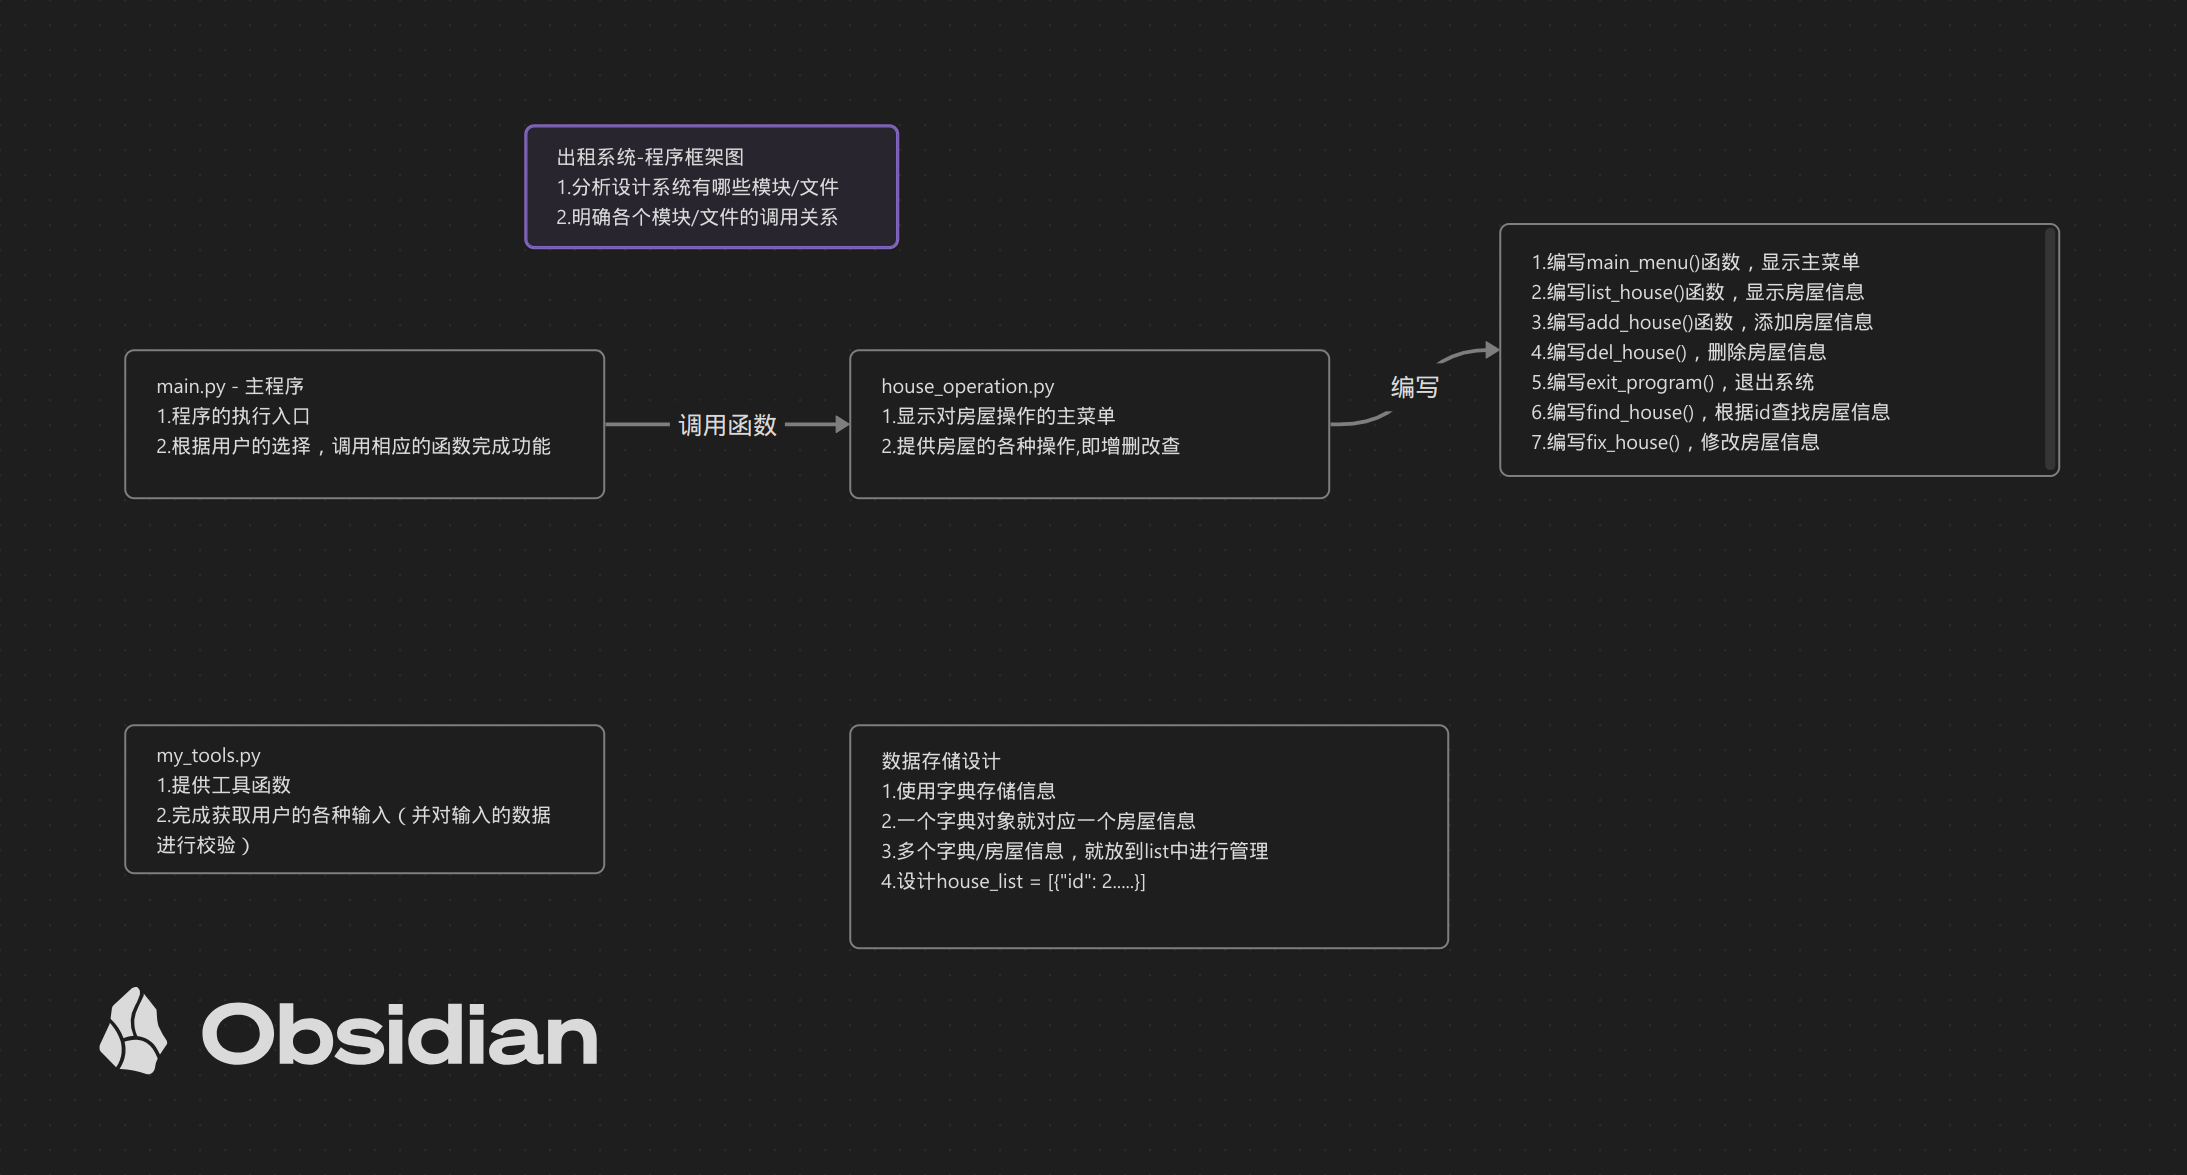 出租系统-程序框架图
1.分析设计系统有哪些模块/文件
2.明确各个模块/文件的调用关系
main.py - 主程序
1.程序的执行入口
2.根据用户的选择，调用相应的函数完成功能
调用函数
house_operation.py
1.显示对房屋操作的主菜单
2.提供房屋的各种操作,即增删改查
编写
1.编写main_menu()函数，显示主菜单
2.编写list_house()函数，显示房屋信息
3.编写add_house()函数，添加房屋信息
4.编写del_house()，删除房屋信息
5.编写exit_program()，退出系统
6.编写find_house()，根据id查找房屋信息
7.编写fix_house()，修改房屋信息
my_tools.py
1.提供工具函数
2.完成获取用户的各种输入（并对输入的数据
进行校验）
数据存储设计
1.使用字典存储信息
2.一个字典对象就对应一个房屋信息
3.多个字典/房屋信息，就放到list中进行管理
4.设计house_list = [{"id": 2.....}]
Obsidian